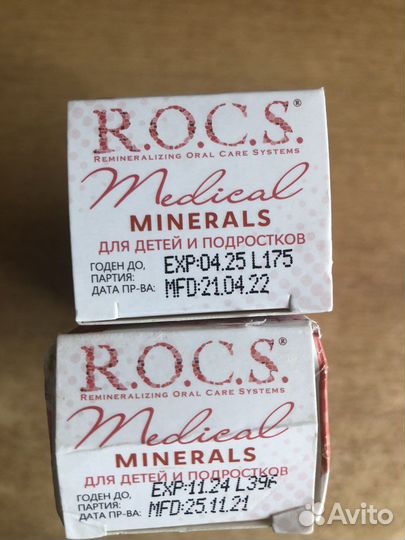 R.O.C.S.®
REMINERALIZING ORAL CARE SYSTEMS
Medical
MINERALS
ДЛЯ ДЕТЕЙ И ПОДРОСТКОВ
ГОДЕН ДО, EXP:04.25 L175
ПАРТИЯ:
ДАТА ПР-ВА: MFD:21.04.22
R.O.C.S.®
REMINERALIZING ORAL CARE SYSTEMS
Medical
MINERALS
ДЛЯ ДЕТЕЙ И ПОДРОСТКОВ
ГОДЕН ДО, EXP:11.24
ПАРТИЯ:
ДАТА ПР-ВА: MFD:25.11.21
Avito